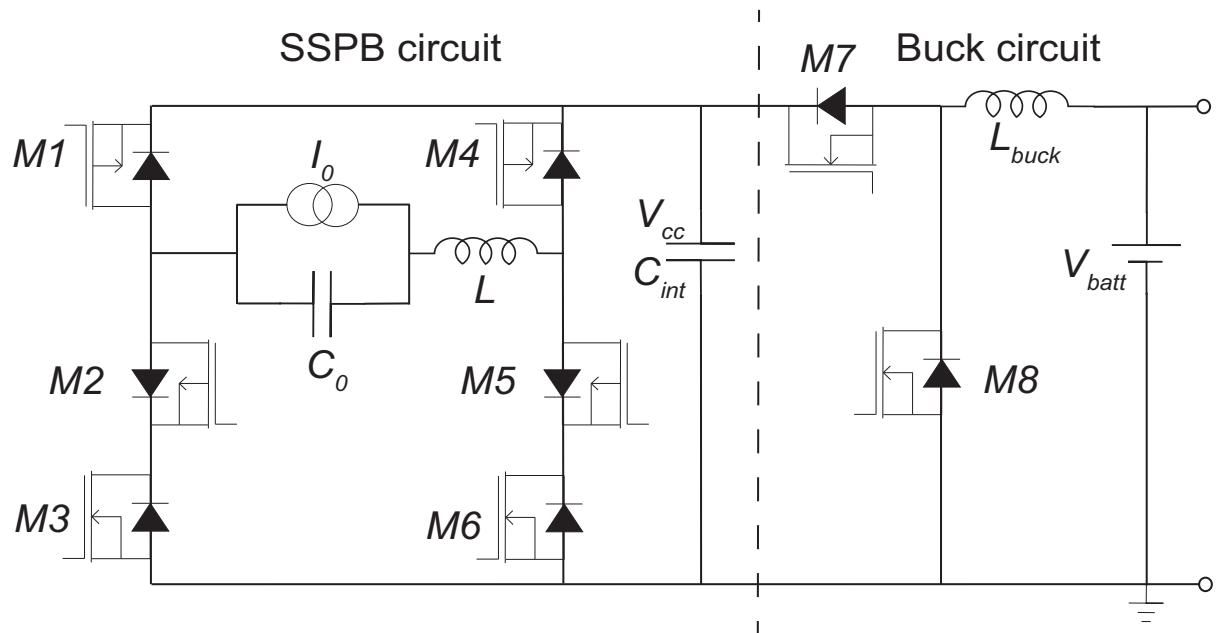 SSPB circuit
Buck circuit
M7
M1
M4
I0
Lbuck
Vcc
L
Cint
Vbatt
C0
M2
M5
M8
M3
M6